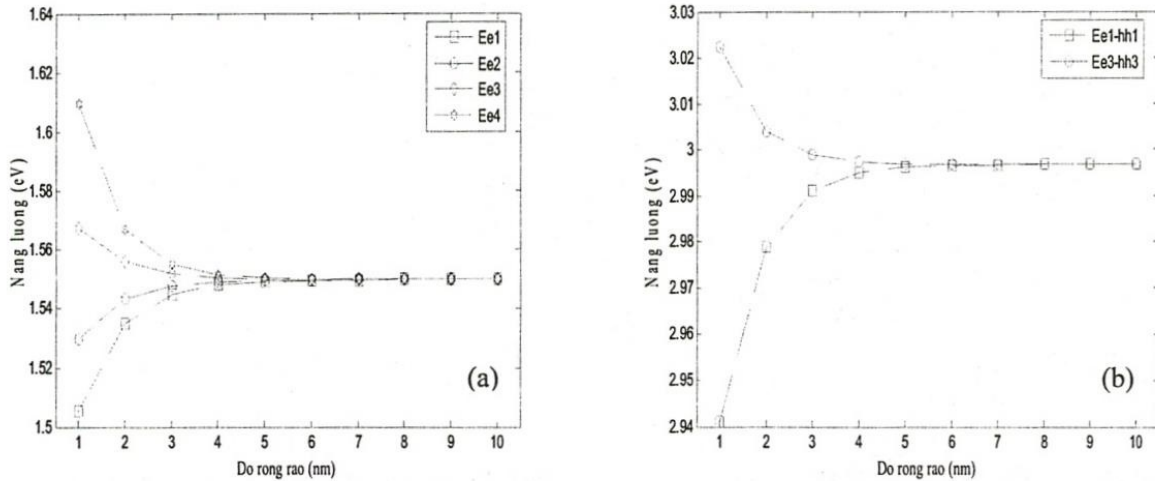 1.64
1.62
1.6
1.58
1.56
1.54
1.52
1.5
Nang luong (eV)
Ee1
Ee2
Ee3
Ee4
(a)
1 2 3 4 5 6 7 8 9 10
Do rong rao (nm)
3.03
3.02
3.01
3
2.99
2.98
2.97
2.96
2.95
2.94
Nang luong (eV)
Ee1-hh1
Ee3-hh3
(b)
1 2 3 4 5 6 7 8 9 10
Do rong rao (nm)